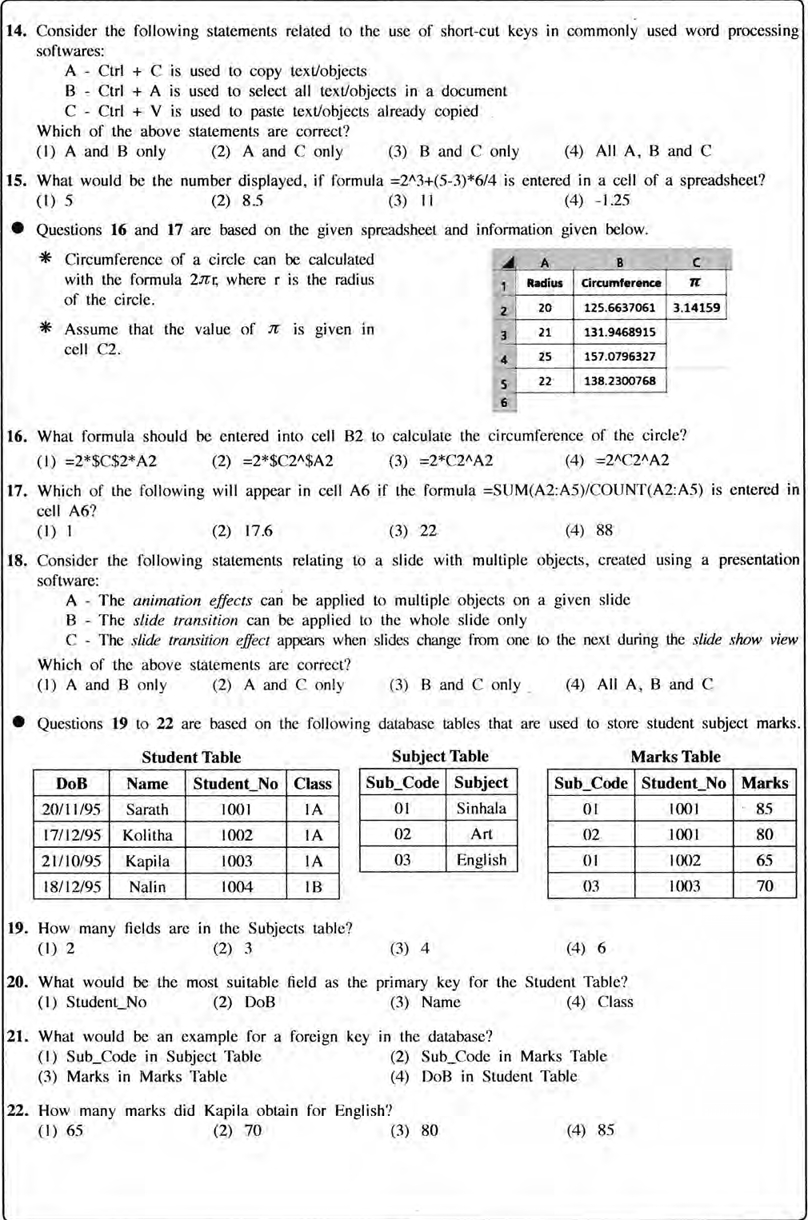 14. Consider the following statements related to the use of short-cut keys in commonly used word processing
softwares:
A - Ctrl + C is used to copy text/objects
B - Ctrl + A is used to select all text/objects in a document
C - Ctrl + V is used to paste text/objects already copied
Which of the above statements are correct?
(1) A and B only (2) A and C only (3) B and C only (4) All A, B and C
15. What would be the number displayed, if formula =2^3+(5-3)*6/4 is entered in a cell of a spreadsheet?
(1) 5 (2) 8.5 (3) 11 (4) -1.25
● Questions 16 and 17 are based on the given spreadsheet and information given below.
* Circumference of a circle can be calculated
with the formula 2πr, where r is the radius
of the circle.
* Assume that the value of π is given in
cell C2.
A B C
1 Radius Circumference π
2 20 125.6637061 3.14159
3 21 131.9468915
4 25 157.0796327
5 22 138.2300768
6
16. What formula should be entered into cell B2 to calculate the circumference of the circle?
(1) =2*$C$2*A2 (2) =2*$C2^$A2 (3) =2*C2^A2 (4) =2^C2^A2
17. Which of the following will appear in cell A6 if the formula =SUM(A2:A5)/COUNT(A2:A5) is entered in
cell A6?
(1) 1 (2) 17.6 (3) 22 (4) 88
18. Consider the following statements relating to a slide with multiple objects, created using a presentation
software:
A - The animation effects can be applied to multiple objects on a given slide
B - The slide transition can be applied to the whole slide only
C - The slide transition effect appears when slides change from one to the next during the slide show view
Which of the above statements are correct?
(1) A and B only (2) A and C only (3) B and C only (4) All A, B and C
● Questions 19 to 22 are based on the following database tables that are used to store student subject marks.
Student Table
DoB Name Student_No Class
20/11/95 Sarath 1001 1A
17/12/95 Kolitha 1002 1A
21/10/95 Kapila 1003 1A
18/12/95 Nalin 1004 1B
Subject Table
Sub_Code Subject
01 Sinhala
02 Art
03 English
Marks Table
Sub_Code Student_No Marks
01 1001 85
02 1001 80
01 1002 65
03 1003 70
19. How many fields are in the Subjects table?
(1) 2 (2) 3 (3) 4 (4) 6
20. What would be the most suitable field as the primary key for the Student Table?
(1) Student_No (2) DoB (3) Name (4) Class
21. What would be an example for a foreign key in the database?
(1) Sub_Code in Subject Table (2) Sub_Code in Marks Table
(3) Marks in Marks Table (4) DoB in Student Table
22. How many marks did Kapila obtain for English?
(1) 65 (2) 70 (3) 80 (4) 85